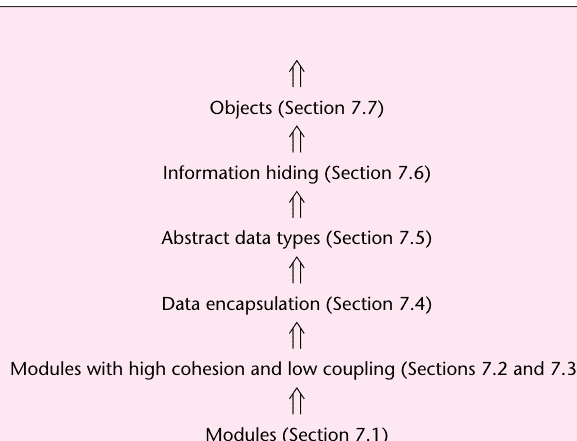 Objects (Section 7.7)
Information hiding (Section 7.6)
Abstract data types (Section 7.5)
Data encapsulation (Section 7.4)
Modules with high cohesion and low coupling (Sections 7.2 and 7.3
Modules (Section 7.1)